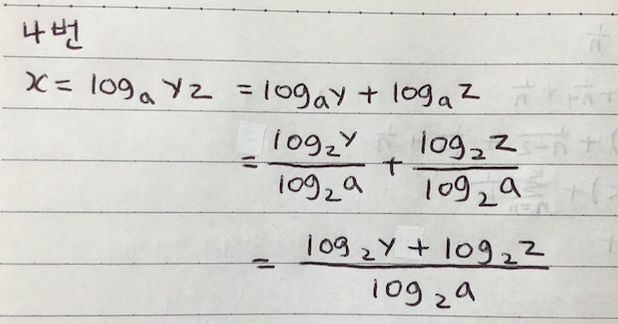 4번
x = log_a yz = log_a y + log_a z
= \frac{log_2 y}{log_2 a} + \frac{log_2 z}{log_2 a}
= \frac{log_2 y + log_2 z}{log_2 a}